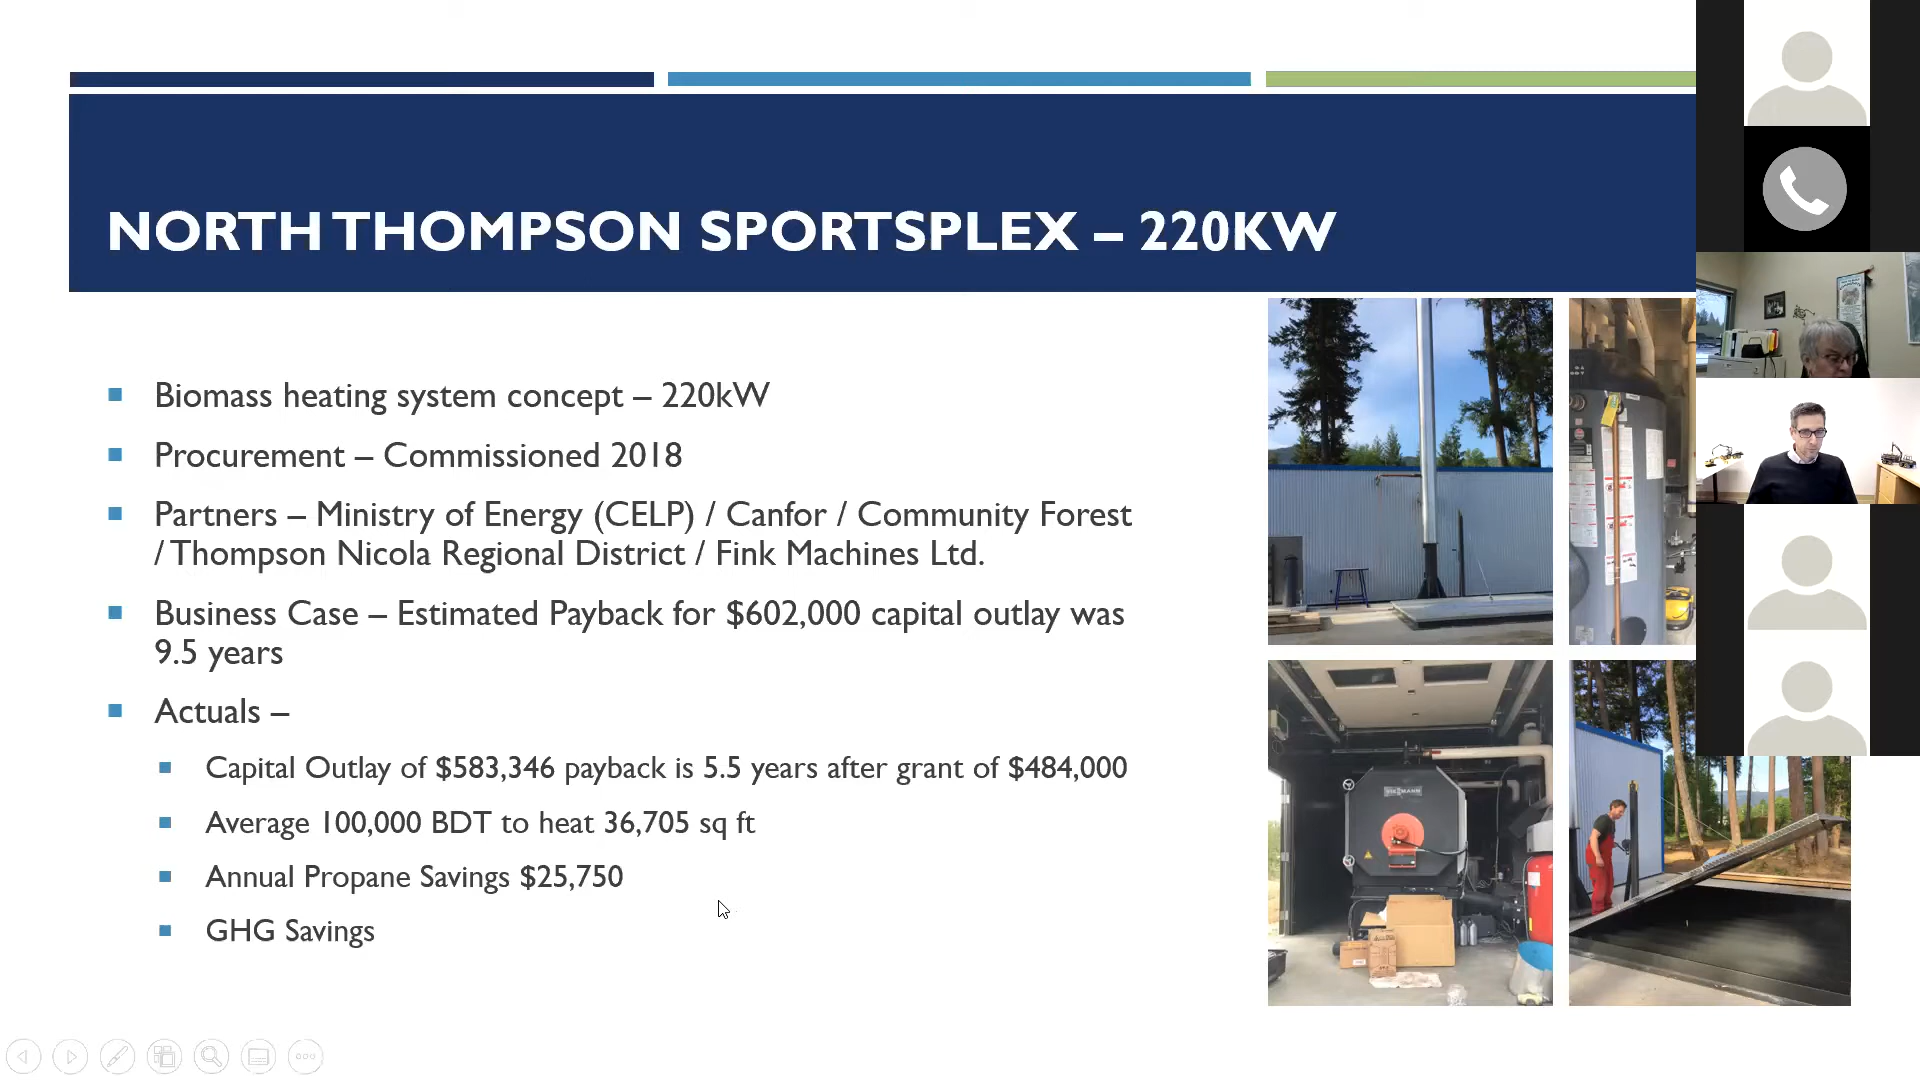 NORTH THOMPSON SPORTSPLEX – 220KW
Biomass heating system concept – 220kW
Procurement – Commissioned 2018
Partners – Ministry of Energy (CELP) / Canfor / Community Forest
/ Thompson Nicola Regional District / Fink Machines Ltd.
Business Case – Estimated Payback for $602,000 capital outlay was
9.5 years
Actuals –
Capital Outlay of $583,346 payback is 5.5 years after grant of $484,000
Average 100,000 BDT to heat 36,705 sq ft
Annual Propane Savings $25,750
GHG Savings